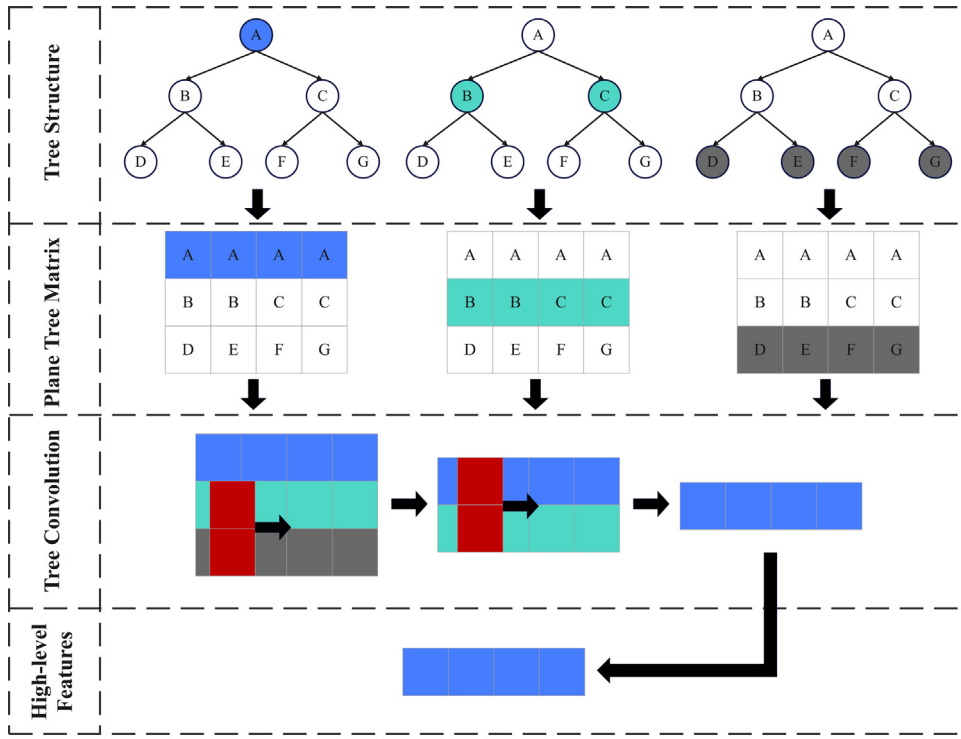 Tree Structure
A A A
B C B C B C
D E F G D E F G D E F G
Plane Tree Matrix
A A A A A A A A A A A A
B B C C B B C C B B C C
D E F G D E F G D E F G
Tree Convolution
High-level
Features